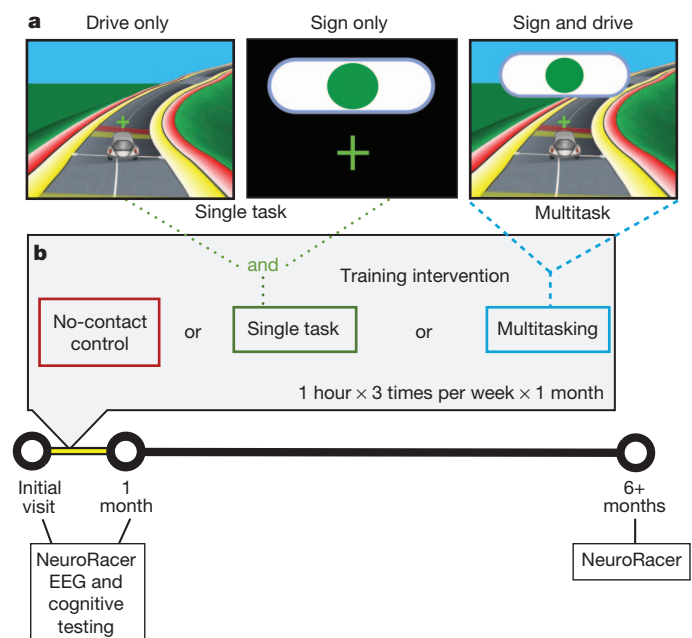 a
Drive only
Sign only
Sign and drive
Single task
Multitask
b
and
Training intervention
No-contact
control
or
Single task
or
Multitasking
1 hour × 3 times per week × 1 month
Initial
visit
1
month
6+
months
NeuroRacer
EEG and
cognitive
testing
NeuroRacer